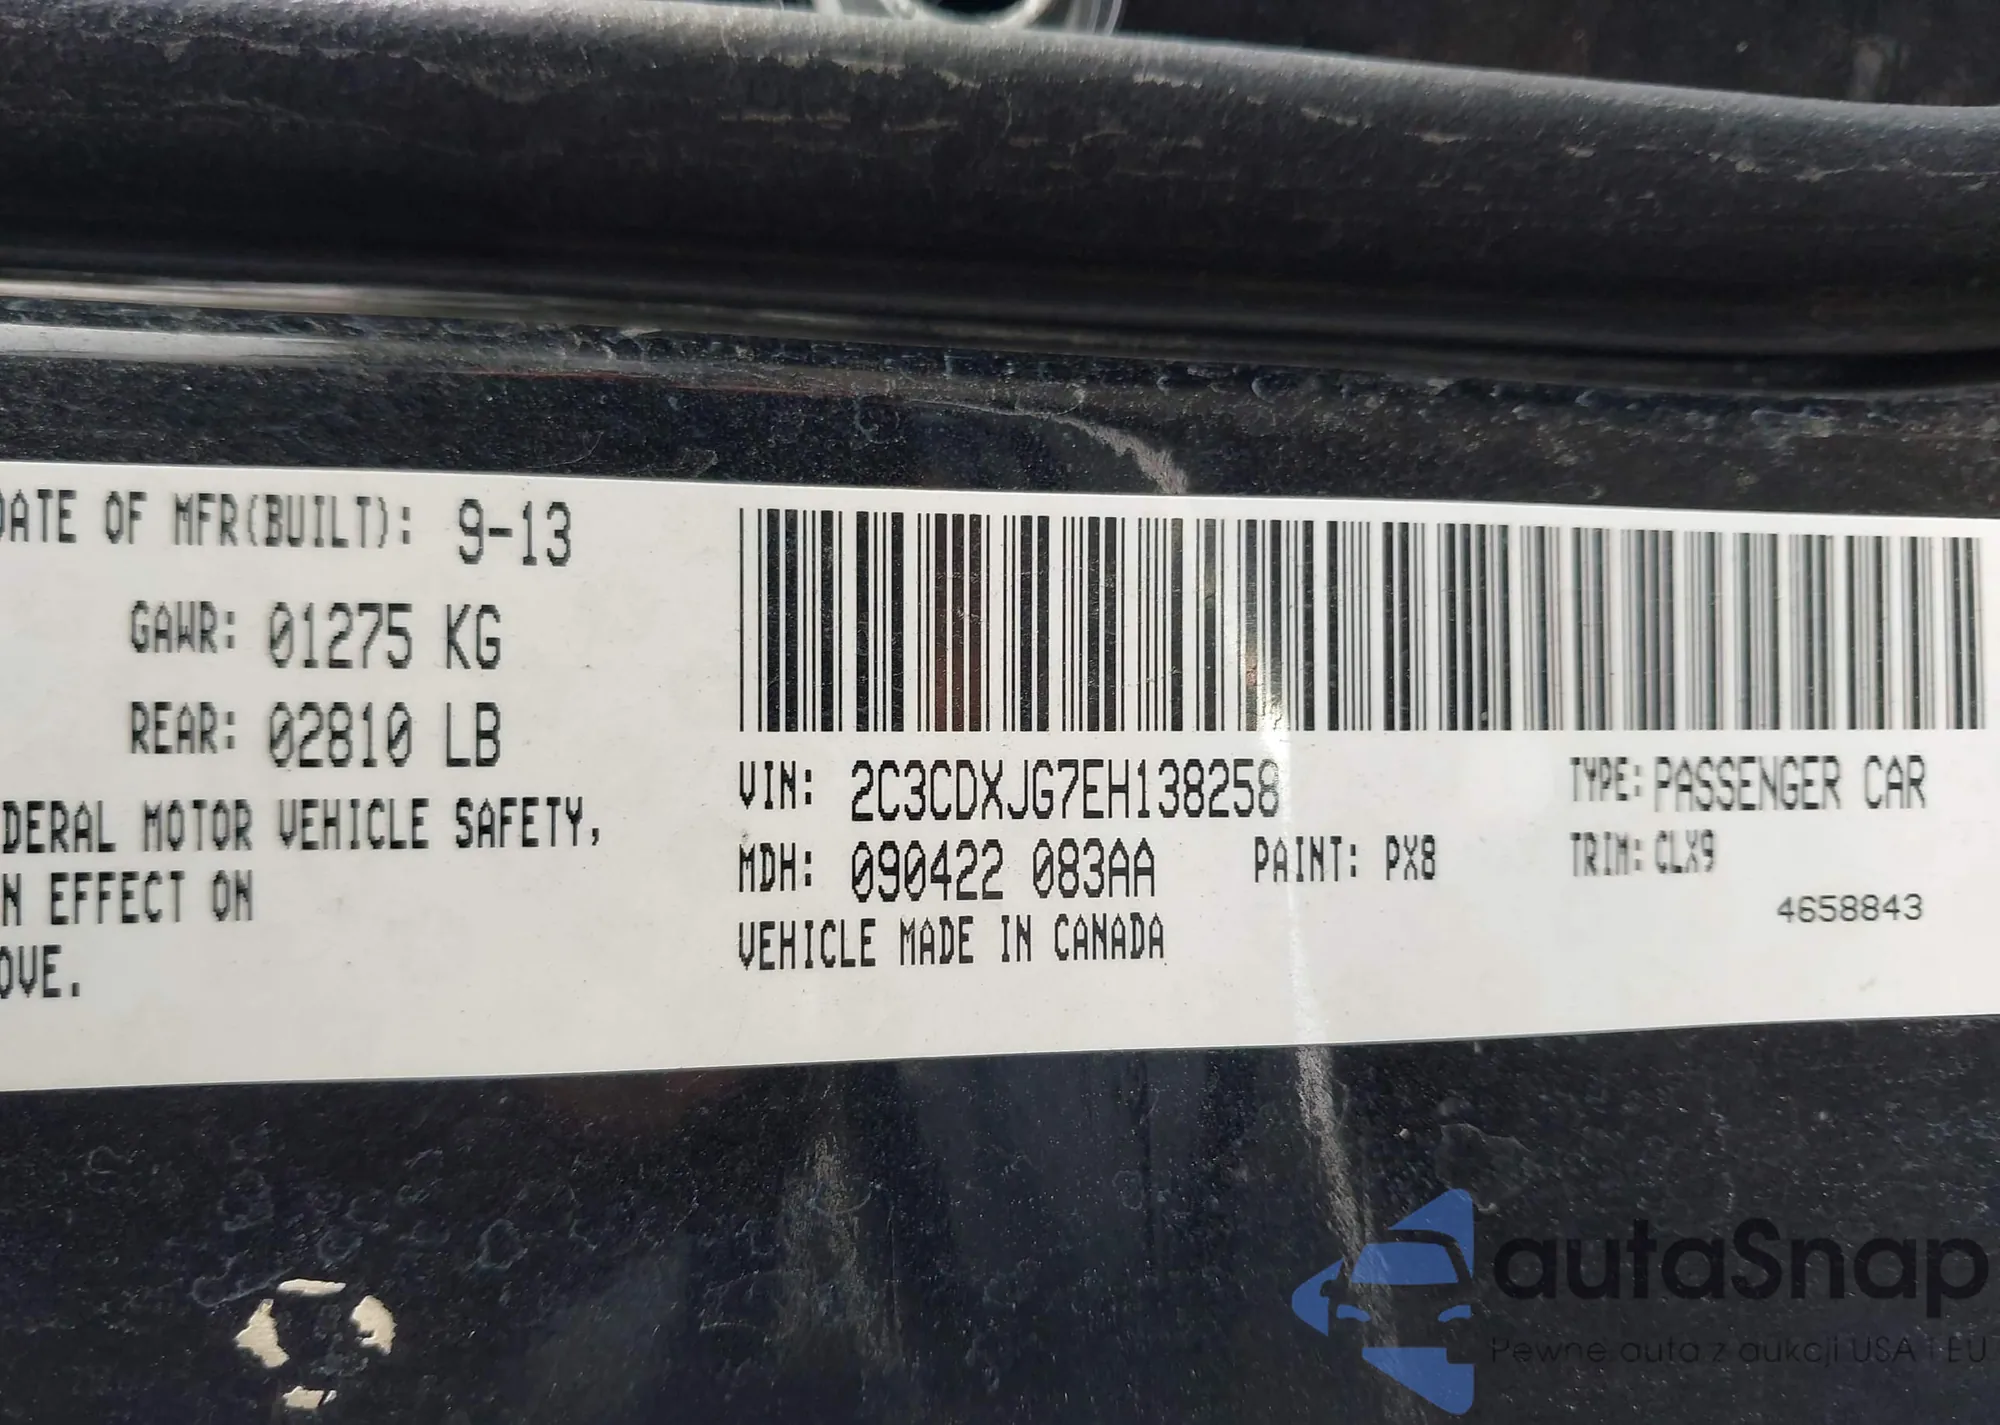 DATE OF MFR(BUILT): 9-13
GAWR: 01275 KG
REAR: 02810 LB
DERAL MOTOR VEHICLE SAFETY,
N EFFECT ON
OVE.
VIN: 2C3CDXJG7EH138258 TYPE: PASSENGER CAR
MDH: 090422 083AA PAINT: PX8 TRIM: CLX9
VEHICLE MADE IN CANADA 4658843
autaSnap
Pewne auta z aukcji USA i EU